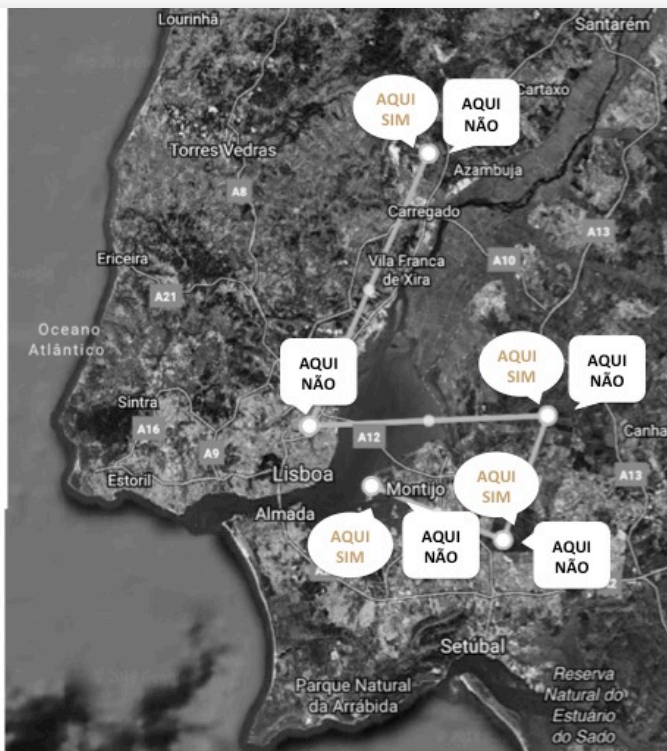 Lourinhã
Santarém
AQUI
SIM
AQUI
NÃO
Cartaxo
Torres Vedras
Azambuja
A8
Carregado
A13
Ericeira
Vila Franca
de Xira
A10
A21
Oceano
Atlântico
AQUI
NÃO
AQUI
SIM
AQUI
NÃO
Sintra
A16
A12
A9
Canha
Estoril
Lisboa
AQUI
SIM
A13
Montijo
Almada
AQUI
SIM
AQUI
NÃO
AQUI
NÃO
Setúbal
Parque Natural
da Arrábida
Reserva
Natural do
Estuário
do Sado